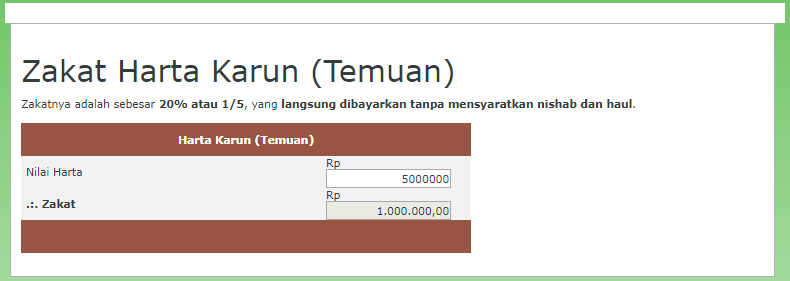 Zakat Harta Karun (Temuan)
Zakatnya adalah sebesar 20% atau 1/5, yang langsung dibayarkan tanpa mensyaratkan nishab dan haul.
Harta Karun (Temuan)
Nilai Harta
Rp
5000000
.:. Zakat
Rp
1.000.000,00